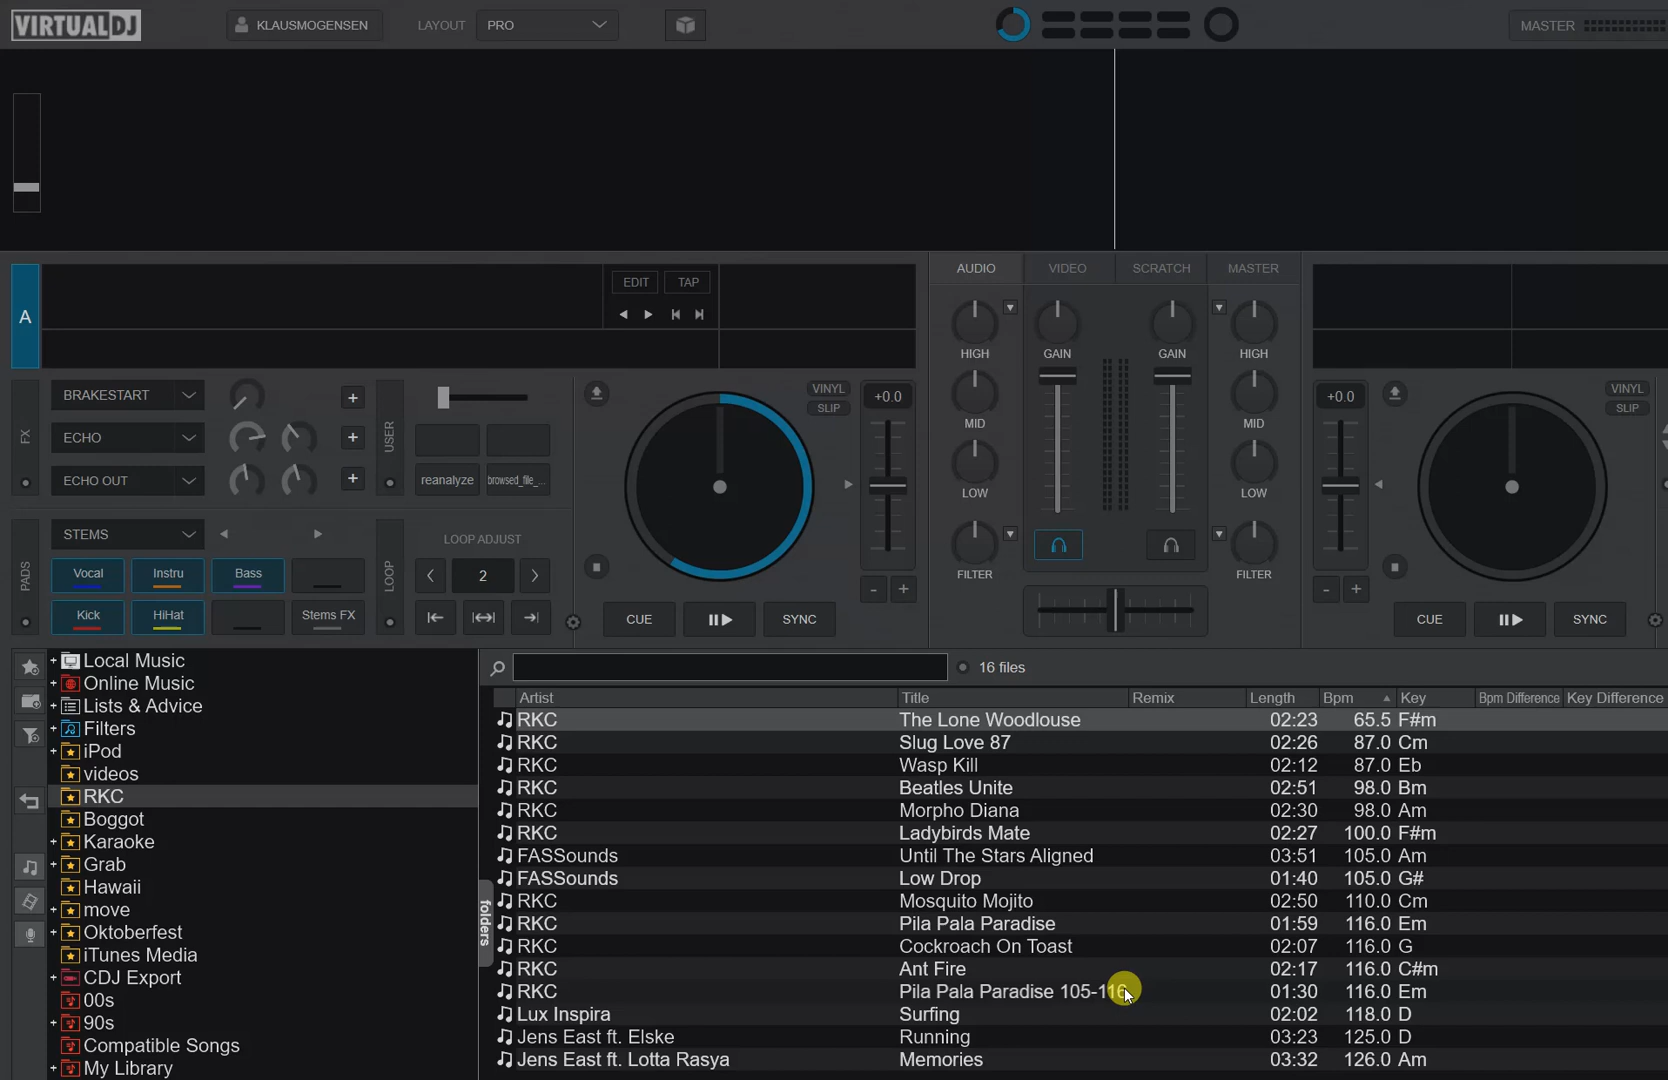 VIRTUALDJ KLAUSMOGENSEN LAYOUT PRO MASTER
A
EDIT TAP
AUDIO VIDEO SCRATCH MASTER
HIGH GAIN GAIN HIGH
MID MID
LOW LOW
FILTER FILTER
FX
BRAKESTART
ECHO
ECHO OUT
USER
reanalyze browsed_file_...
VINYL
SLIP
+0.0
+0.0
VINYL
SLIP
PADS
STEMS
Vocal Instru Bass
Kick HiHat Stems FX
LOOP
LOOP ADJUST
2
CUE SYNC
- +
- +
CUE SYNC
Local Music
Online Music
Lists & Advice
Filters
iPod
videos
RKC
Boggot
Karaoke
Grab
Hawaii
move
Oktoberfest
iTunes Media
CDJ Export
00s
90s
Compatible Songs
My Library
folders
16 files
Artist Title Remix Length Bpm Key Bpm Difference Key Difference
RKC The Lone Woodlouse 02:23 65.5 F#m
RKC Slug Love 87 02:26 87.0 Cm
RKC Wasp Kill 02:12 87.0 Eb
RKC Beatles Unite 02:51 98.0 Bm
RKC Morpho Diana 02:30 98.0 Am
RKC Ladybirds Mate 02:27 100.0 F#m
FASSounds Until The Stars Aligned 03:51 105.0 Am
FASSounds Low Drop 01:40 105.0 G#
RKC Mosquito Mojito 02:50 110.0 Cm
RKC Pila Pala Paradise 01:59 116.0 Em
RKC Cockroach On Toast 02:07 116.0 G
RKC Ant Fire 02:17 116.0 C#m
RKC Pila Pala Paradise 105-116 01:30 116.0 Em
Lux Inspira Surfing 02:02 118.0 D
Jens East ft. Elske Running 03:23 125.0 D
Jens East ft. Lotta Rasya Memories 03:32 126.0 Am